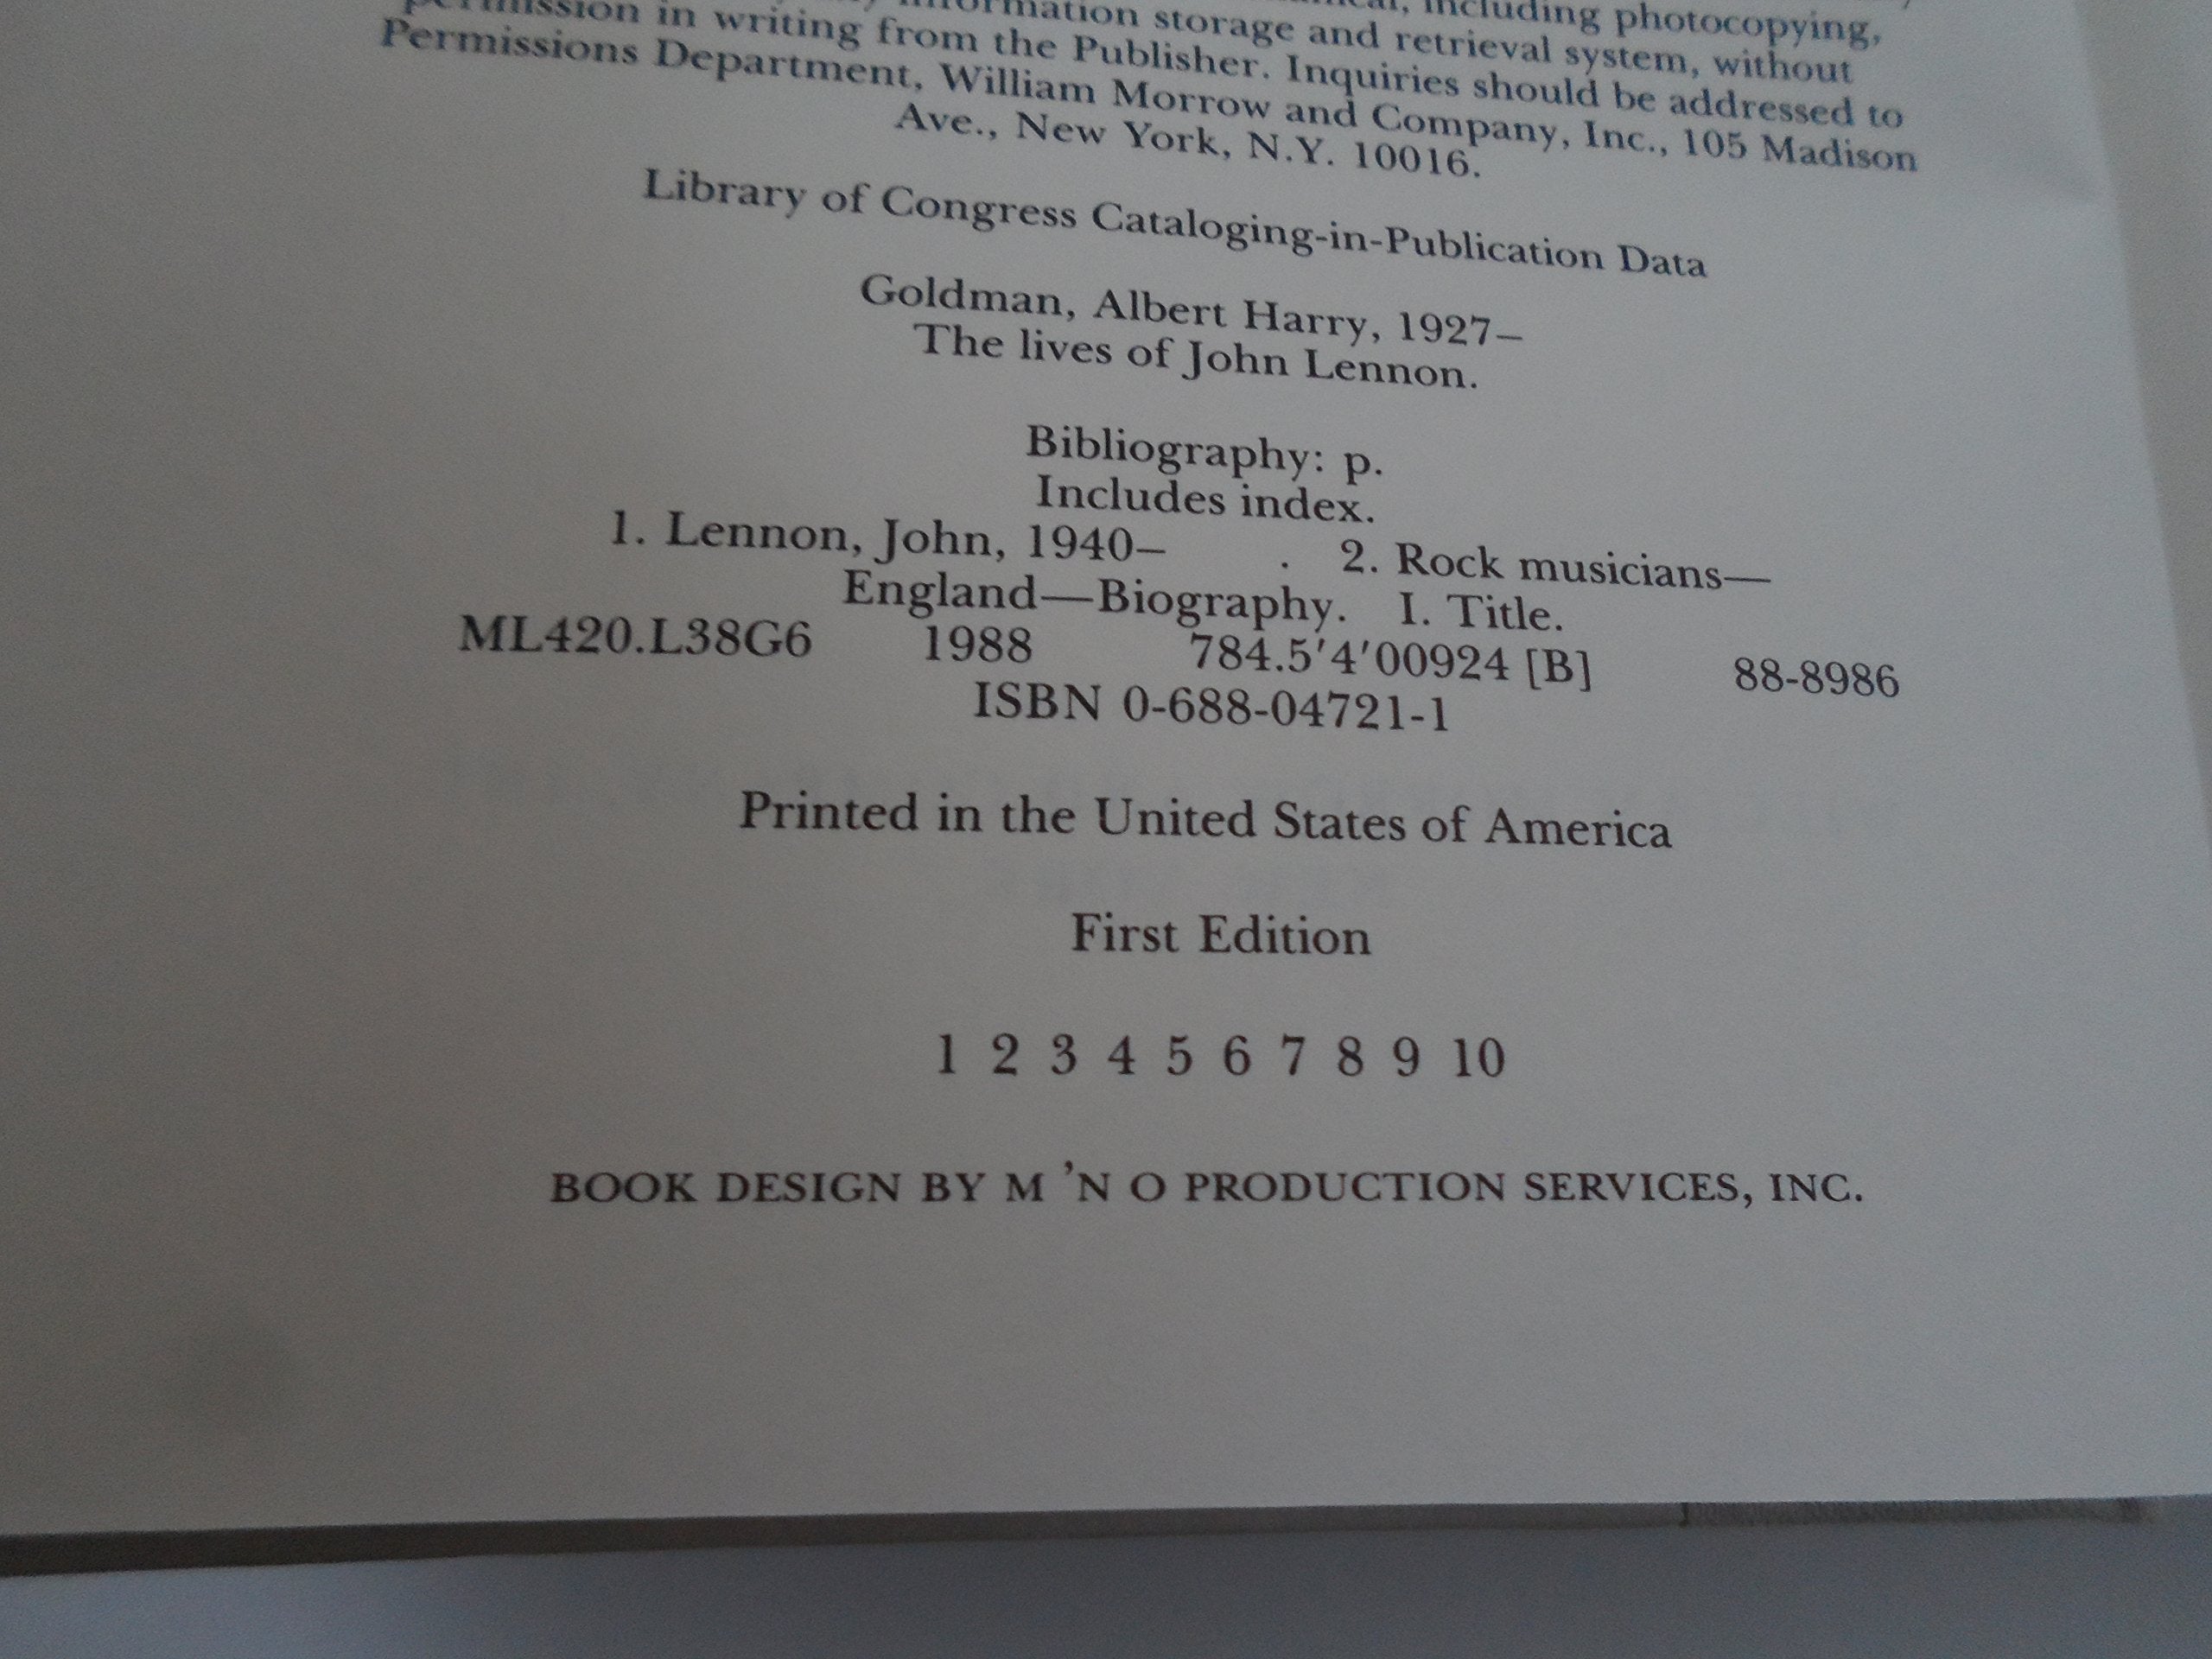 information storage and retrieval system, without
permission in writing from the Publisher. Inquiries should be addressed to
Permissions Department, William Morrow and Company, Inc., 105 Madison
Ave., New York, N.Y. 10016.
Library of Congress Cataloging-in-Publication Data
Goldman, Albert Harry, 1927–
The lives of John Lennon.
Bibliography: p.
Includes index.
1. Lennon, John, 1940– . 2. Rock musicians—
England—Biography. I. Title.
ML420.L38G6 1988 784.5′4′00924 [B] 88-8986
ISBN 0-688-04721-1
Printed in the United States of America
First Edition
1 2 3 4 5 6 7 8 9 10
BOOK DESIGN BY M 'N O PRODUCTION SERVICES, INC.